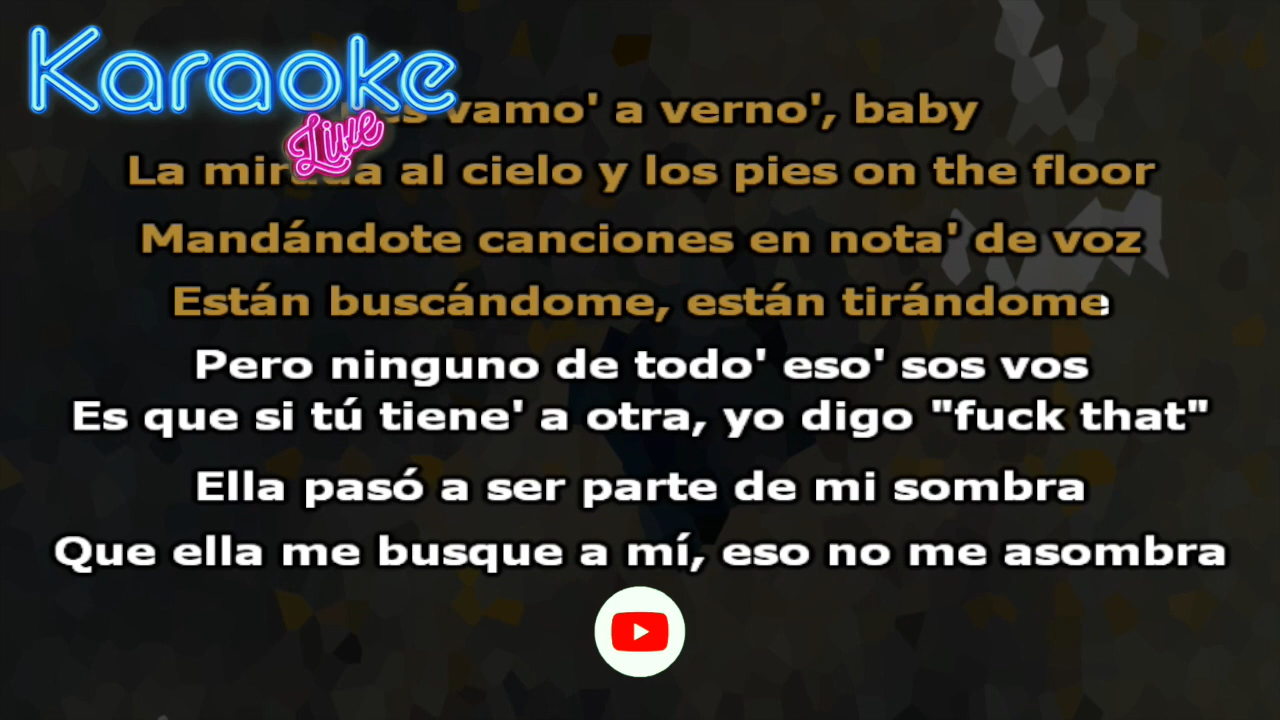 Karaoke
Live
vamo' a verno', baby
La mirada al cielo y los pies on the floor
Mandándote canciones en nota' de voz
Están buscándome, están tirándome
Pero ninguno de todo' eso' sos vos
Es que si tú tiene' a otra, yo digo "fuck that"
Ella pasó a ser parte de mi sombra
Que ella me busque a mí, eso no me asombra